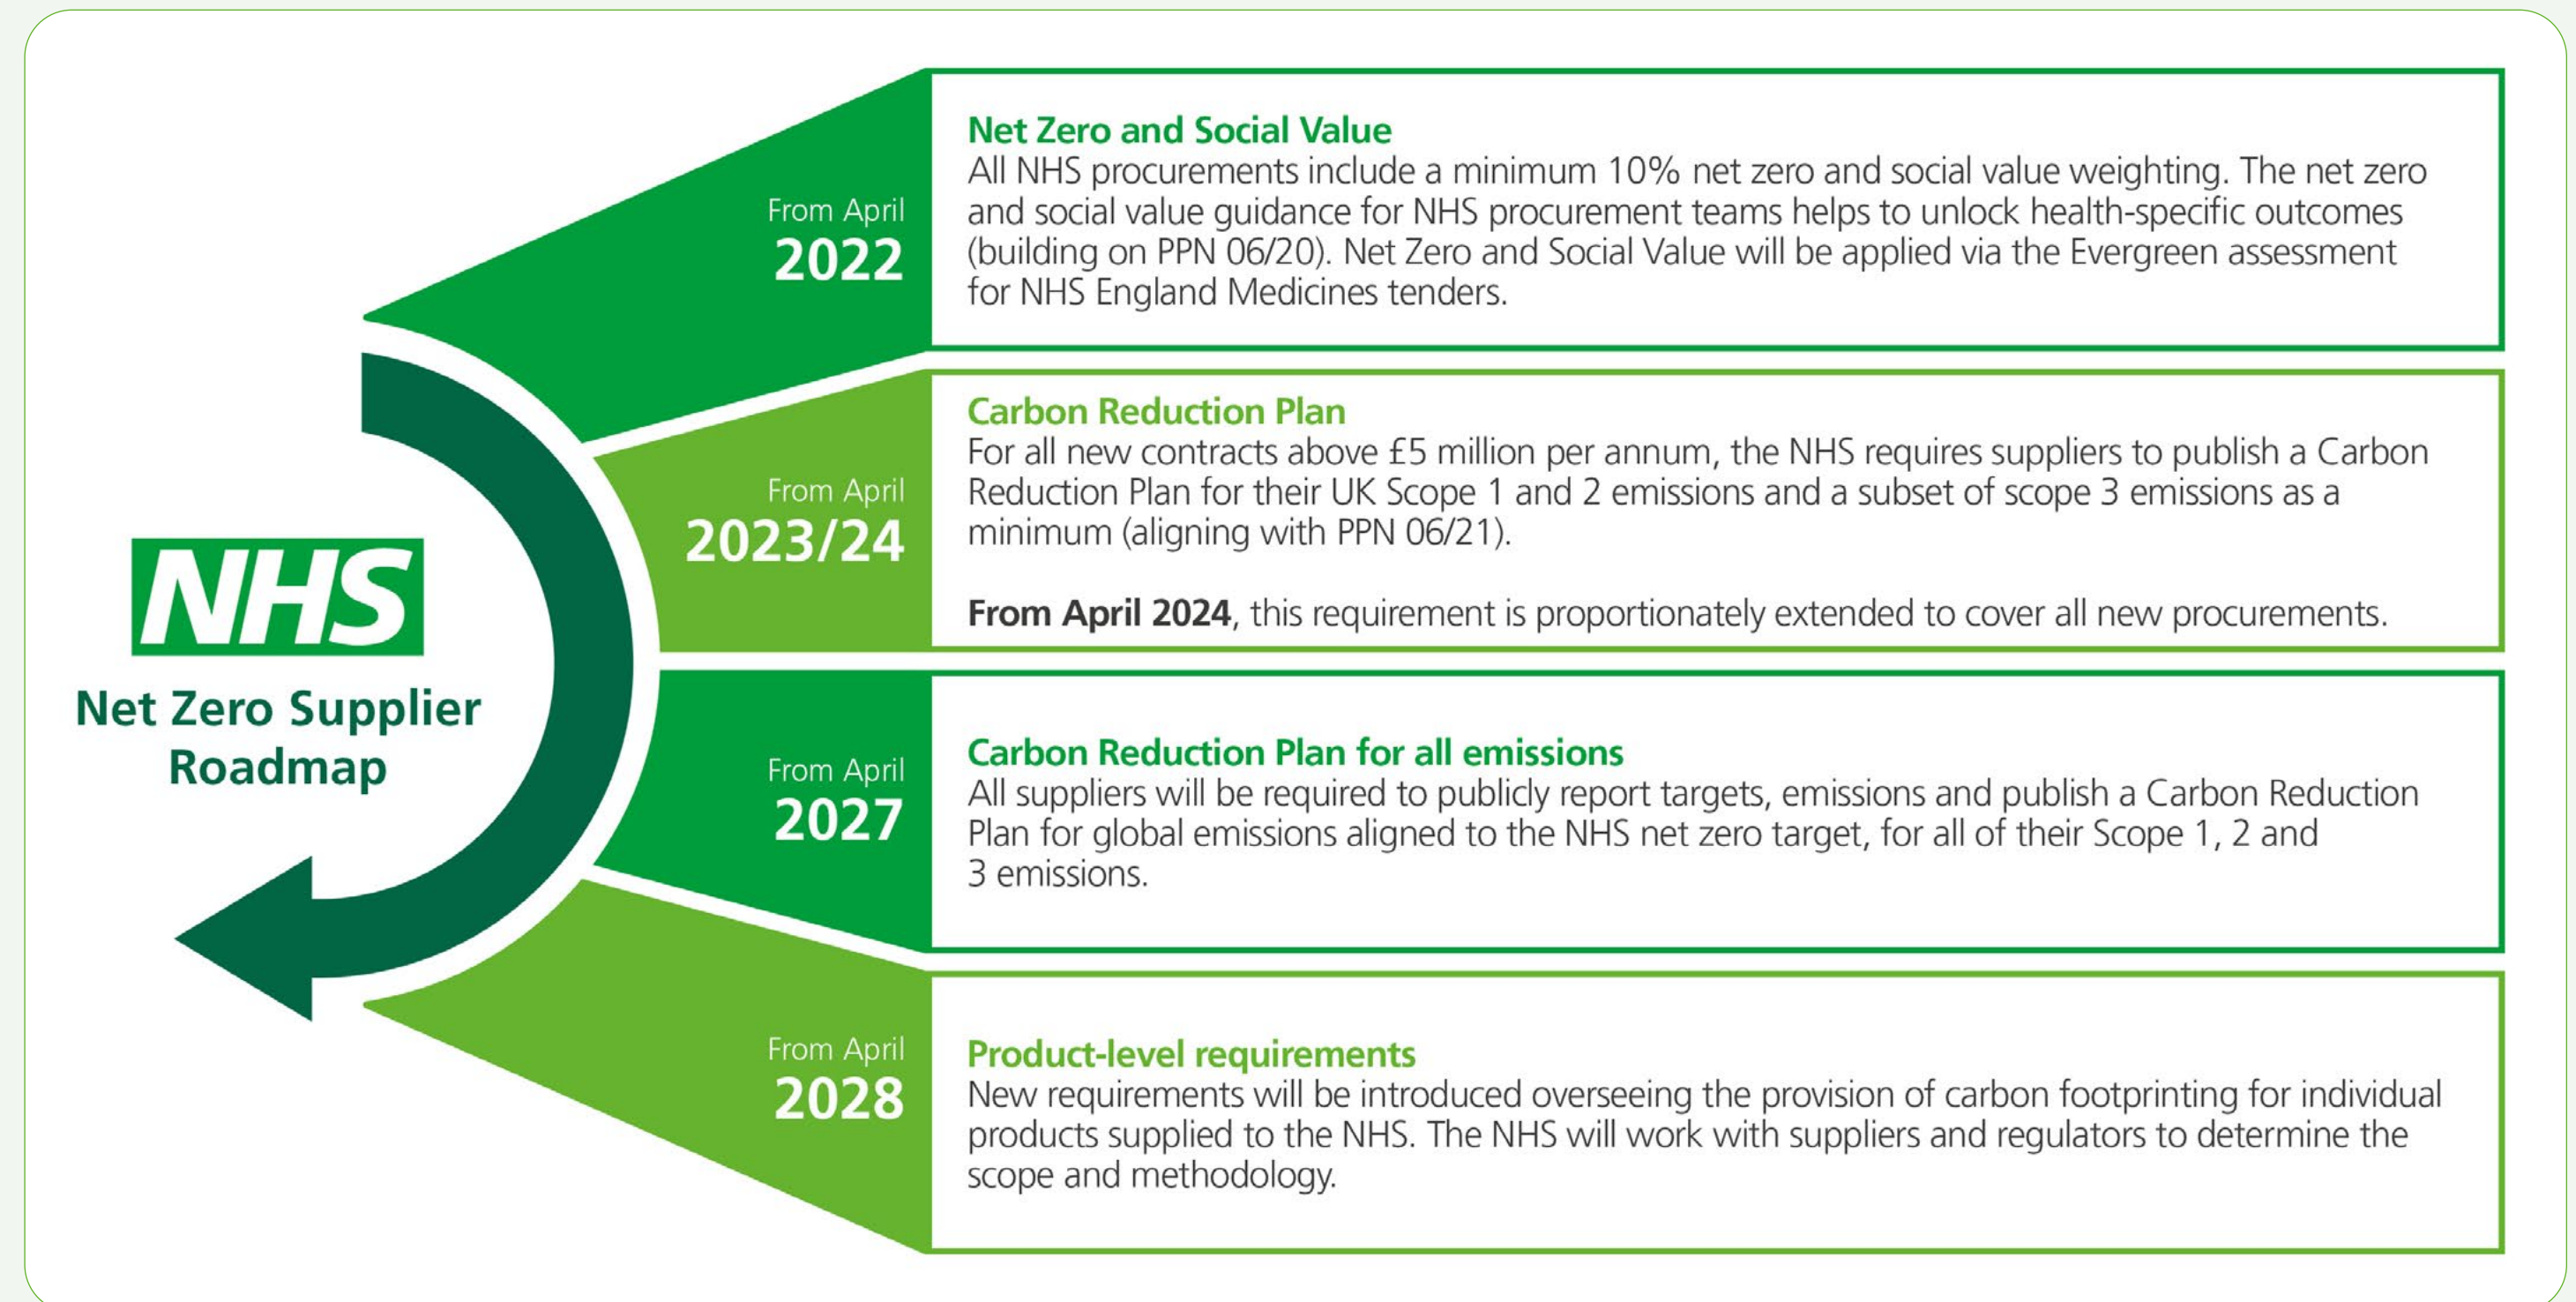 NHS
Net Zero Supplier
Roadmap
From April
2022
Net Zero and Social Value
All NHS procurements include a minimum 10% net zero and social value weighting. The net zero
and social value guidance for NHS procurement teams helps to unlock health-specific outcomes
(building on PPN 06/20). Net Zero and Social Value will be applied via the Evergreen assessment
for NHS England Medicines tenders.
From April
2023/24
Carbon Reduction Plan
For all new contracts above £5 million per annum, the NHS requires suppliers to publish a Carbon
Reduction Plan for their UK Scope 1 and 2 emissions and a subset of scope 3 emissions as a
minimum (aligning with PPN 06/21).
From April 2024, this requirement is proportionately extended to cover all new procurements.
From April
2027
Carbon Reduction Plan for all emissions
All suppliers will be required to publicly report targets, emissions and publish a Carbon Reduction
Plan for global emissions aligned to the NHS net zero target, for all of their Scope 1, 2 and
3 emissions.
From April
2028
Product-level requirements
New requirements will be introduced overseeing the provision of carbon footprinting for individual
products supplied to the NHS. The NHS will work with suppliers and regulators to determine the
scope and methodology.